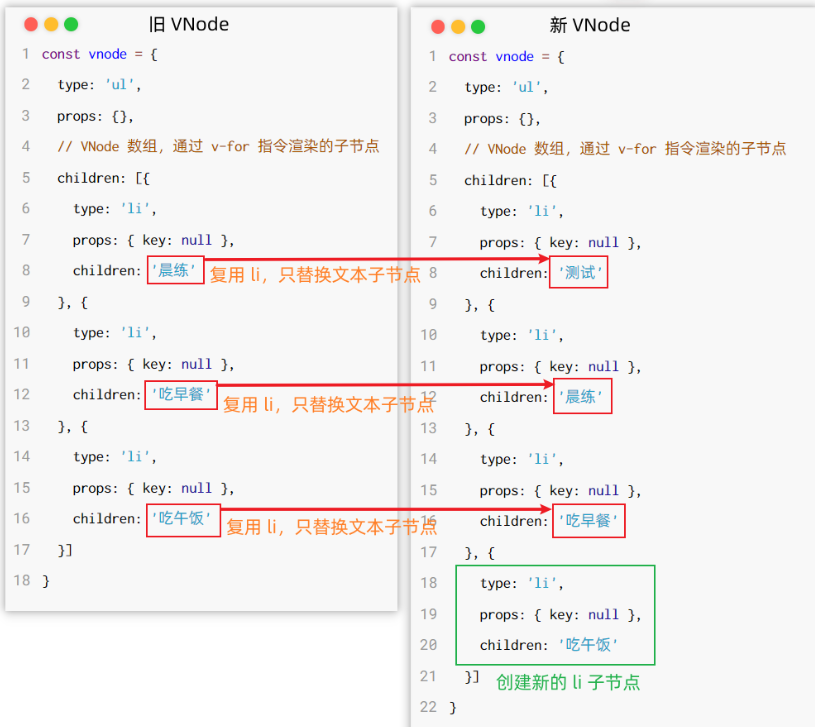 旧 VNode
1 const vnode = {
2 type: 'ul',
3 props: {},
4 // VNode 数组，通过 v-for 指令渲染的子节点
5 children: [{
6 type: 'li',
7 props: { key: null },
8 children: '晨练'
复用 li，只替换文本子节点
9 }, {
10 type: 'li',
11 props: { key: null },
12 children: '吃早餐'
复用 li，只替换文本子节点
13 }, {
14 type: 'li',
15 props: { key: null },
16 children: '吃午饭'
复用 li，只替换文本子节点
17 }]
18 }
新 VNode
1 const vnode = {
2 type: 'ul',
3 props: {},
4 // VNode 数组，通过 v-for 指令渲染的子节点
5 children: [{
6 type: 'li',
7 props: { key: null },
8 children: '测试'
9 }, {
10 type: 'li',
11 props: { key: null },
12 children: '晨练'
13 }, {
14 type: 'li',
15 props: { key: null },
16 children: '吃早餐'
17 }, {
18 type: 'li',
19 props: { key: null },
20 children: '吃午饭'
21 }]
创建新的 li 子节点
22 }